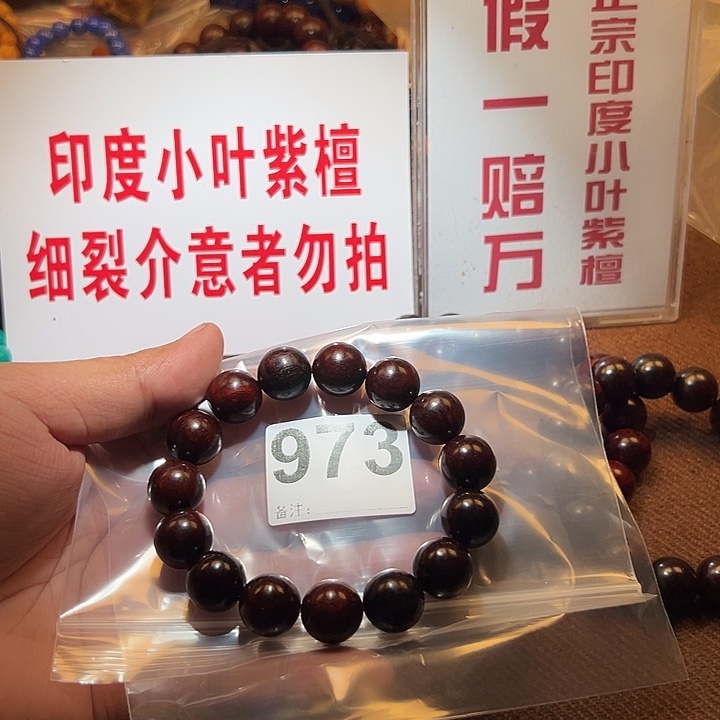 印度小叶紫檀
细裂介意者勿拍
假一赔万
正宗印度小叶紫檀
973
备注: